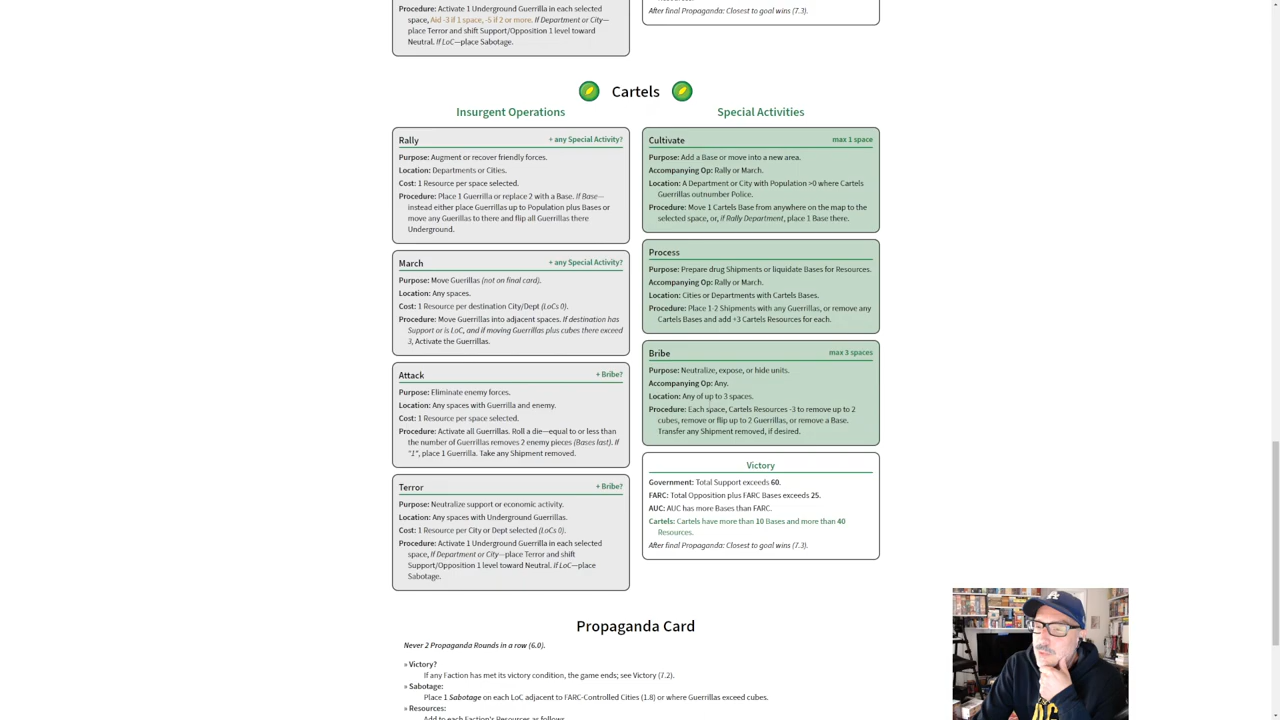 Procedure: Activate 1 Underground Guerrilla in each selected
space, Aid -3 if 1 space, -5 if 2 or more. If Department or City—
place Terror and shift Support/Opposition 1 level toward
Neutral. If LoC—place Sabotage.
After final Propaganda: Closest to goal wins (7.3).
Cartels
Insurgent Operations
Rally + any Special Activity?
Purpose: Augment or recover friendly forces.
Location: Departments or Cities.
Cost: 1 Resource per space selected.
Procedure: Place 1 Guerrilla or replace 2 with a Base. If Base—
instead either place Guerrillas up to Population plus Bases or
move any Guerillas to there and flip all Guerrillas there
Underground.
March + any Special Activity?
Purpose: Move Guerillas (not on final card).
Location: Any spaces.
Cost: 1 Resource per destination City/Dept (LoCs 0).
Procedure: Move Guerrillas into adjacent spaces. If destination has
Support or is LoC, and if moving Guerrillas plus cubes there exceed
3, Activate the Guerrillas.
Attack + Bribe?
Purpose: Eliminate enemy forces.
Location: Any spaces with Guerrilla and enemy.
Cost: 1 Resource per space selected.
Procedure: Activate all Guerrillas. Roll a die—equal to or less than
the number of Guerrillas removes 2 enemy pieces (Bases last). If
"1", place 1 Guerrilla. Take any Shipment removed.
Terror + Bribe?
Purpose: Neutralize support or economic activity.
Location: Any spaces with Underground Guerrillas.
Cost: 1 Resource per City or Dept selected (LoCs 0).
Procedure: Activate 1 Underground Guerrilla in each selected
space, If Department or City—place Terror and shift
Support/Opposition 1 level toward Neutral. if LoC—place
Sabotage.
Special Activities
Cultivate max 1 space
Purpose: Add a Base or move into a new area.
Accompanying Op: Rally or March.
Location: A Department or City with Population >0 where Cartels
Guerrillas outnumber Police.
Procedure: Move 1 Cartels Base from anywhere on the map to the
selected space, or, if Rally Department, place 1 Base there.
Process
Purpose: Prepare drug Shipments or liquidate Bases for Resources.
Accompanying Op: Rally or March.
Location: Cities or Departments with Cartels Bases.
Procedure: Place 1-2 Shipments with any Guerrillas, or remove any
Cartels Bases and add +3 Cartels Resources for each.
Bribe max 3 spaces
Purpose: Neutralize, expose, or hide units.
Accompanying Op: Any.
Location: Any of up to 3 spaces.
Procedure: Each space, Cartels Resources -3 to remove up to 2
cubes, remove or flip up to 2 Guerrillas, or remove a Base.
Transfer any Shipment removed, if desired.
Victory
Government: Total Support exceeds 60.
FARC: Total Opposition plus FARC Bases exceeds 25.
AUC: AUC has more Bases than FARC.
Cartels: Cartels have more than 10 Bases and more than 40
Resources.
After final Propaganda: Closest to goal wins (7.3).
Propaganda Card
Never 2 Propaganda Rounds in a row (6.0).
» Victory?
If any Faction has met its victory condition, the game ends; see Victory (7.2).
» Sabotage:
Place 1 Sabotage on each LoC adjacent to FARC-Controlled Cities (1.8) or where Guerrillas exceed cubes.
» Resources:
Add to each Faction's Resources as follows